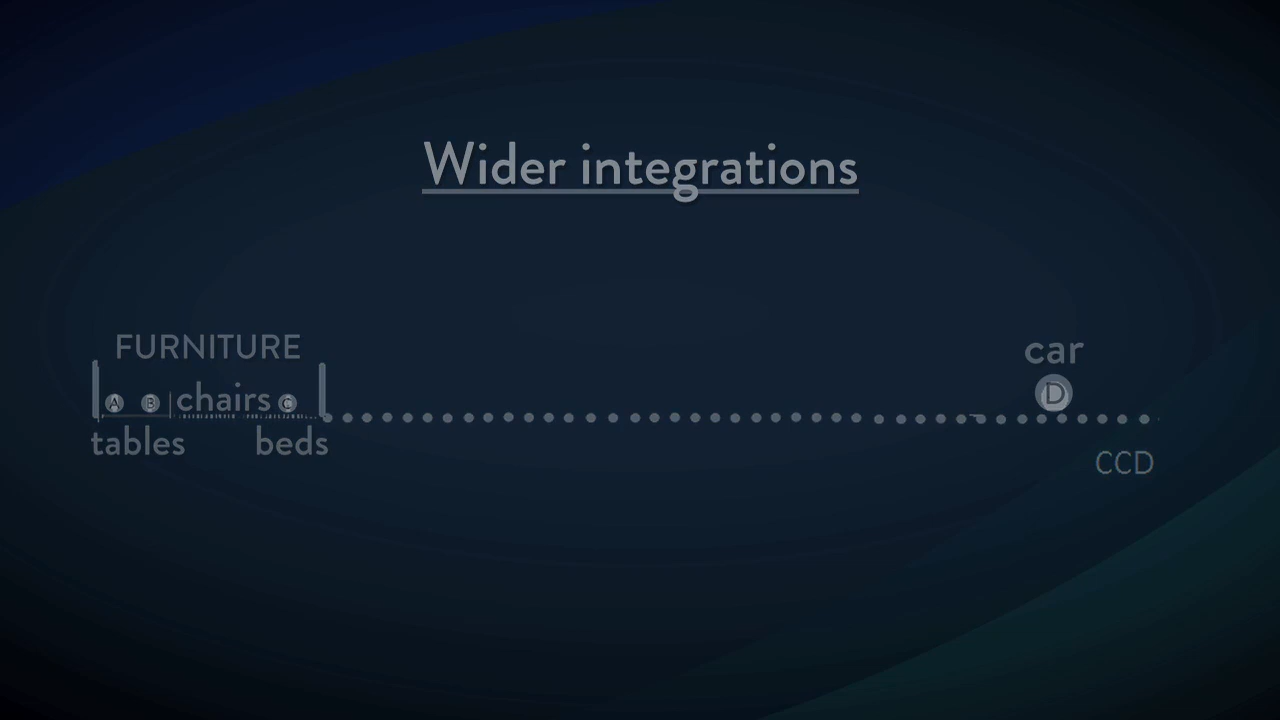 Wider integrations
FURNITURE
car
A B chairs C
D
tables beds
CCD